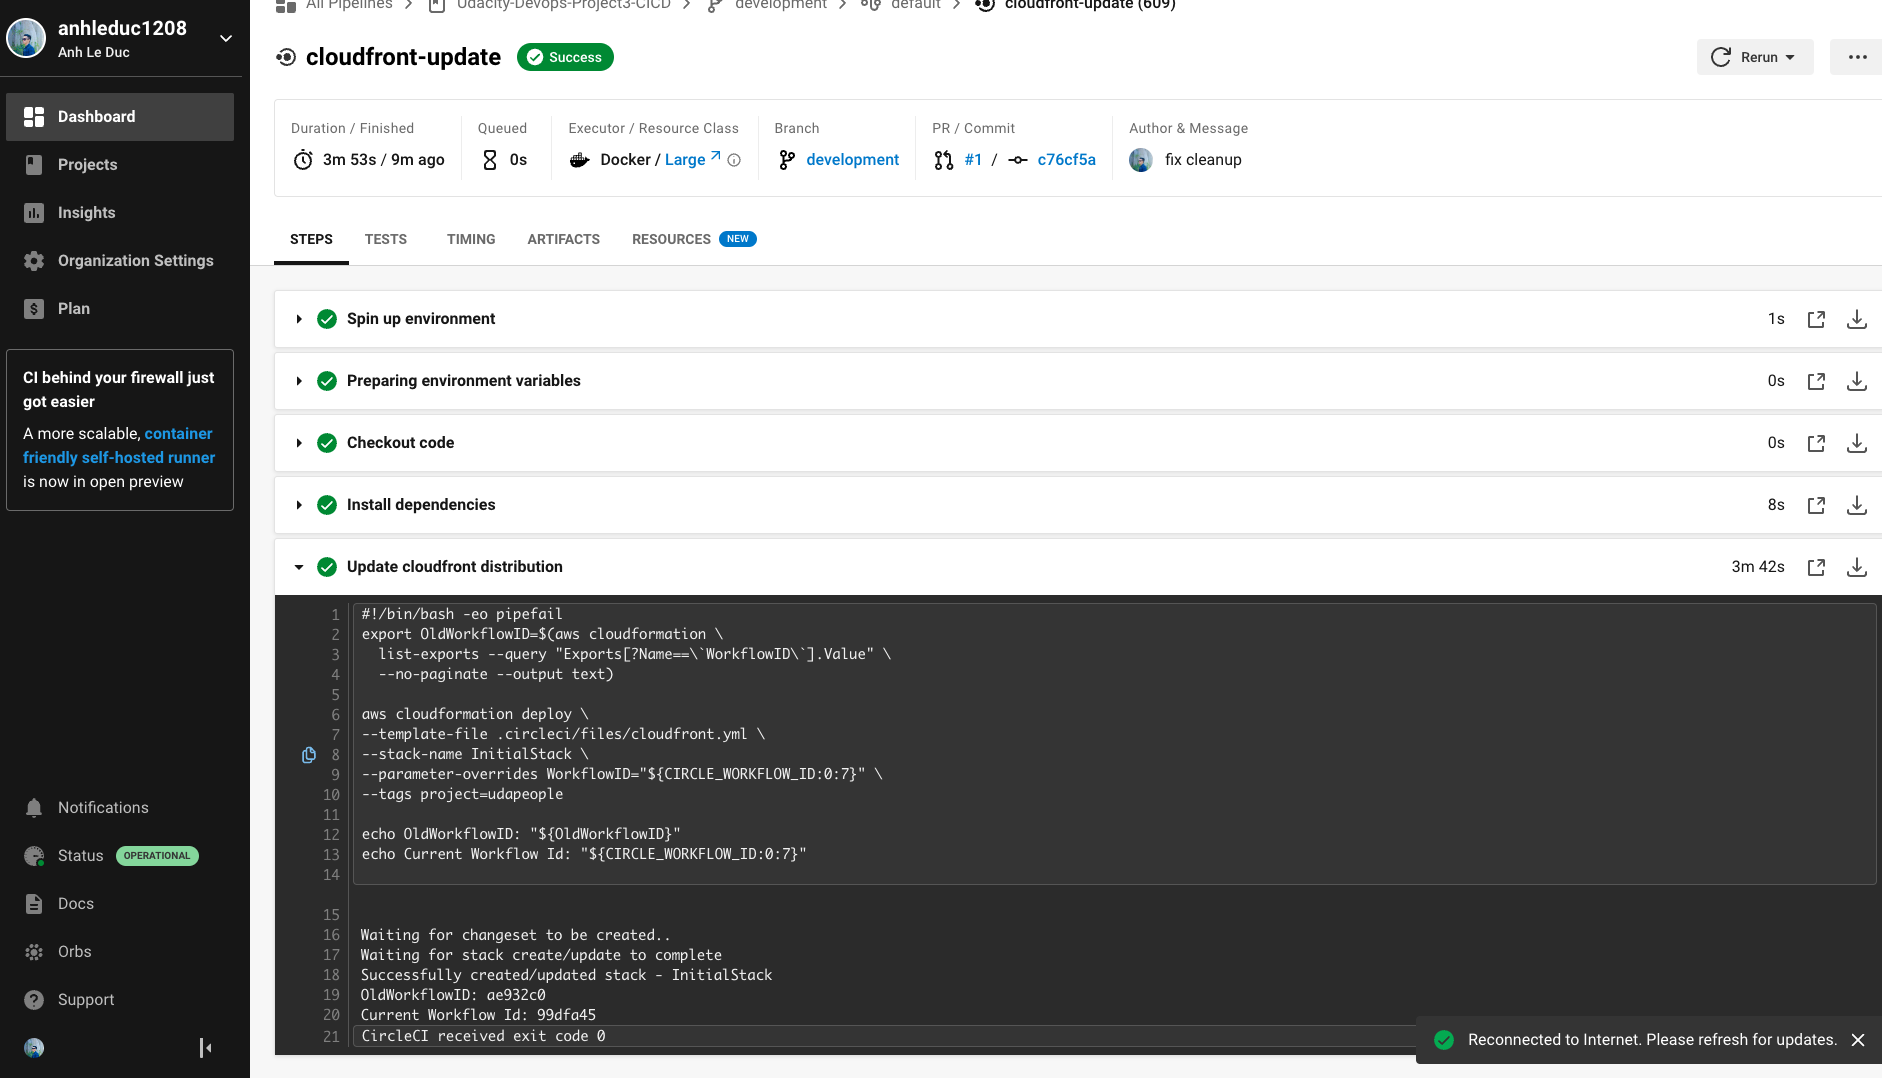 anhleduc1208
Anh Le Duc
Dashboard
Projects
Insights
Organization Settings
Plan
CI behind your firewall just
got easier
A more scalable, container
friendly self-hosted runner
is now in open preview
Notifications
Status OPERATIONAL
Docs
Orbs
Support
All Pipelines > Udacity-Devops-Project3-CICD > development > default > cloudfront-update (609)
cloudfront-update Success
Rerun
Duration / Finished
3m 53s / 9m ago
Queued
0s
Executor / Resource Class
Docker / Large
Branch
development
PR / Commit
#1 / c76cf5a
Author & Message
fix cleanup
STEPS TESTS TIMING ARTIFACTS RESOURCES NEW
Spin up environment 1s
Preparing environment variables 0s
Checkout code 0s
Install dependencies 8s
Update cloudfront distribution 3m 42s
1 #!/bin/bash -eo pipefail
2 export OldWorkflowID=$(aws cloudformation \
3 list-exports --query "Exports[?Name==\`WorkflowID\`].Value" \
4 --no-paginate --output text)
5
6 aws cloudformation deploy \
7 --template-file .circleci/files/cloudfront.yml \
8 --stack-name InitialStack \
9 --parameter-overrides WorkflowID="${CIRCLE_WORKFLOW_ID:0:7}" \
10 --tags project=udapeople
11
12 echo OldWorkflowID: "${OldWorkflowID}"
13 echo Current Workflow Id: "${CIRCLE_WORKFLOW_ID:0:7}"
14
15
16 Waiting for changeset to be created..
17 Waiting for stack create/update to complete
18 Successfully created/updated stack - InitialStack
19 OldWorkflowID: ae932c0
20 Current Workflow Id: 99dfa45
21 CircleCI received exit code 0
Reconnected to Internet. Please refresh for updates.